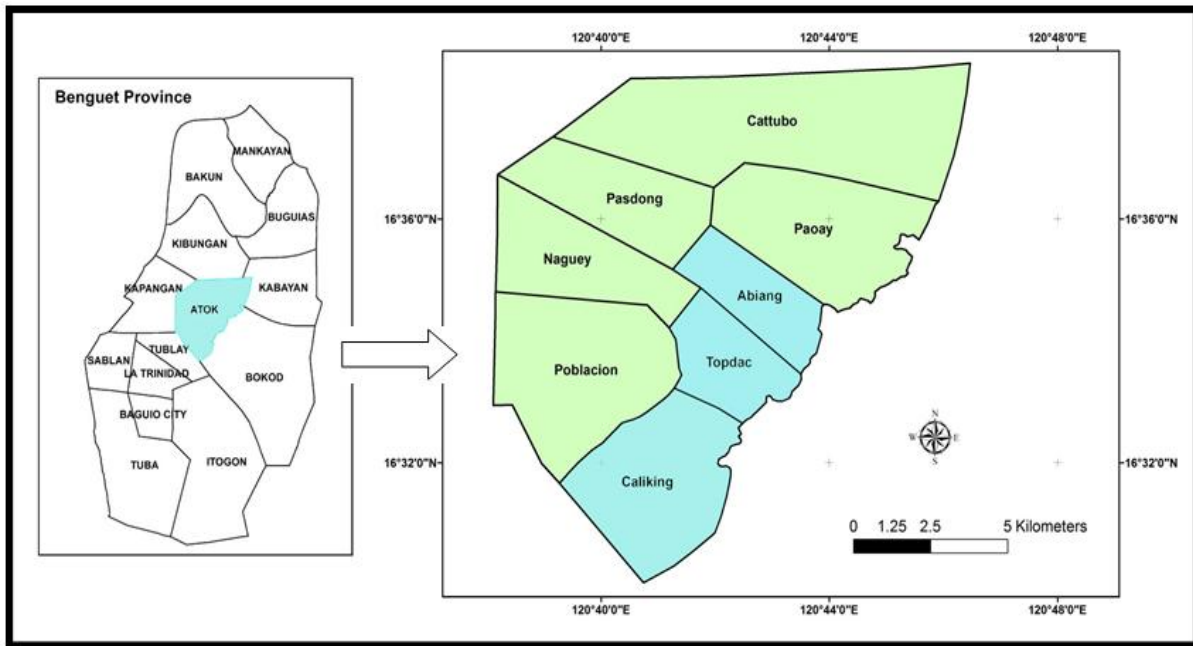 Benguet Province
MANKAYAN
BAKUN
BUGUIAS
KIBUNGAN
KAPANGAN
KABAYAN
ATOK
TUBLAY
SABLAN
LA TRINIDAD
BOKOD
BAGUIO CITY
TUBA
ITOGON
120°40'0"E
120°44'0"E
120°48'0"E
Cattubo
Pasdong
16°36'0"N
16°36'0"N
Paoay
Naguey
Abiang
Topdac
Poblacion
N
W
E
S
16°32'0"N
16°32'0"N
Caliking
0 1.25 2.5 5 Kilometers
120°40'0"E
120°44'0"E
120°48'0"E